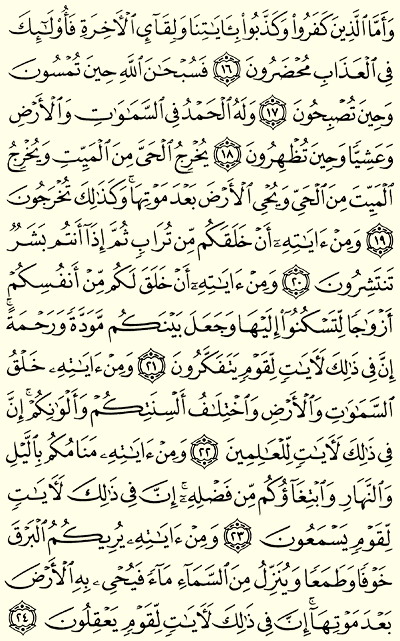 وَأَمَّا الَّذِينَ كَفَرُوا۟ وَكَذَّبُوا۟ بِـَٔايَـٰتِنَا وَلِقَآئِ ٱلْـَٔاخِرَةِ فَأُو۟لَـٰٓئِكَ
فِى ٱلْعَذَابِ مُحْضَرُونَ ﴿١٦﴾ فَسُبْحَـٰنَ ٱللَّهِ حِينَ تُمْسُونَ
وَحِينَ تُصْبِحُونَ ﴿١٧﴾ وَلَهُ ٱلْحَمْدُ فِى ٱلسَّمَـٰوَٰتِ وَٱلْأَرْضِ
وَعَشِيًّا وَحِينَ تُظْهِرُونَ ﴿١٨﴾ يُخْرِجُ ٱلْحَىَّ مِنَ ٱلْمَيِّتِ وَيُخْرِجُ
ٱلْمَيِّتَ مِنَ ٱلْحَىِّ وَيُحْىِ ٱلْأَرْضَ بَعْدَ مَوْتِهَا ۚ وَكَذَٰلِكَ تُخْرَجُونَ
﴿١٩﴾ وَمِنْ ءَايَـٰتِهِۦٓ أَنْ خَلَقَكُم مِّن تُرَابٍ ثُمَّ إِذَآ أَنتُم بَشَرٌ
تَنتَشِرُونَ ﴿٢٠﴾ وَمِنْ ءَايَـٰتِهِۦٓ أَنْ خَلَقَ لَكُم مِّنْ أَنفُسِكُمْ
أَزْوَٰجًا لِّتَسْكُنُوٓا۟ إِلَيْهَا وَجَعَلَ بَيْنَكُم مَّوَدَّةً وَرَحْمَةً ۚ
إِنَّ فِى ذَٰلِكَ لَـَٔايَـٰتٍ لِّقَوْمٍ يَتَفَكَّرُونَ ﴿٢١﴾ وَمِنْ ءَايَـٰتِهِۦ خَلْقُ
ٱلسَّمَـٰوَٰتِ وَٱلْأَرْضِ وَٱخْتِلَـٰفُ أَلْسِنَتِكُمْ وَأَلْوَٰنِكُمْ ۚ إِنَّ
فِى ذَٰلِكَ لَـَٔايَـٰتٍ لِّلْعَـٰلِمِينَ ﴿٢٢﴾ وَمِنْ ءَايَـٰتِهِۦ مَنَامُكُم بِٱلَّيْلِ
وَٱلنَّهَارِ وَٱبْتِغَآؤُكُم مِّن فَضْلِهِۦٓ ۚ إِنَّ فِى ذَٰلِكَ لَـَٔايَـٰتٍ
لِّقَوْمٍ يَسْمَعُونَ ﴿٢٣﴾ وَمِنْ ءَايَـٰتِهِۦ يُرِيكُمُ ٱلْبَرْقَ
خَوْفًا وَطَمَعًا وَيُنَزِّلُ مِنَ ٱلسَّمَآءِ مَآءً فَيُحْىِۦ بِهِ ٱلْأَرْضَ
بَعْدَ مَوْتِهَآ ۚ إِنَّ فِى ذَٰلِكَ لَـَٔايَـٰتٍ لِّقَوْمٍ يَعْقِلُونَ ﴿٢٤﴾